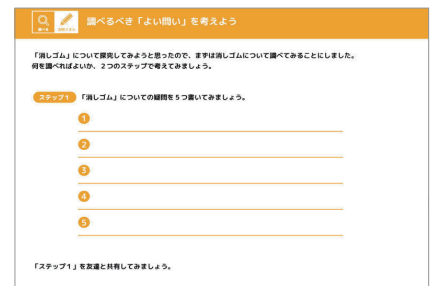 調べるべき「よい問い」を考えよう
「消しゴム」について探究してみようと思ったので、まずは消しゴムについて調べてみることにしました。
何を調べればよいか、2つのステップで考えてみましょう。
ステップ1 「消しゴム」についての疑問を5つ書いてみましょう。
1
2
3
4
5
「ステップ1」を友達と共有してみましょう。